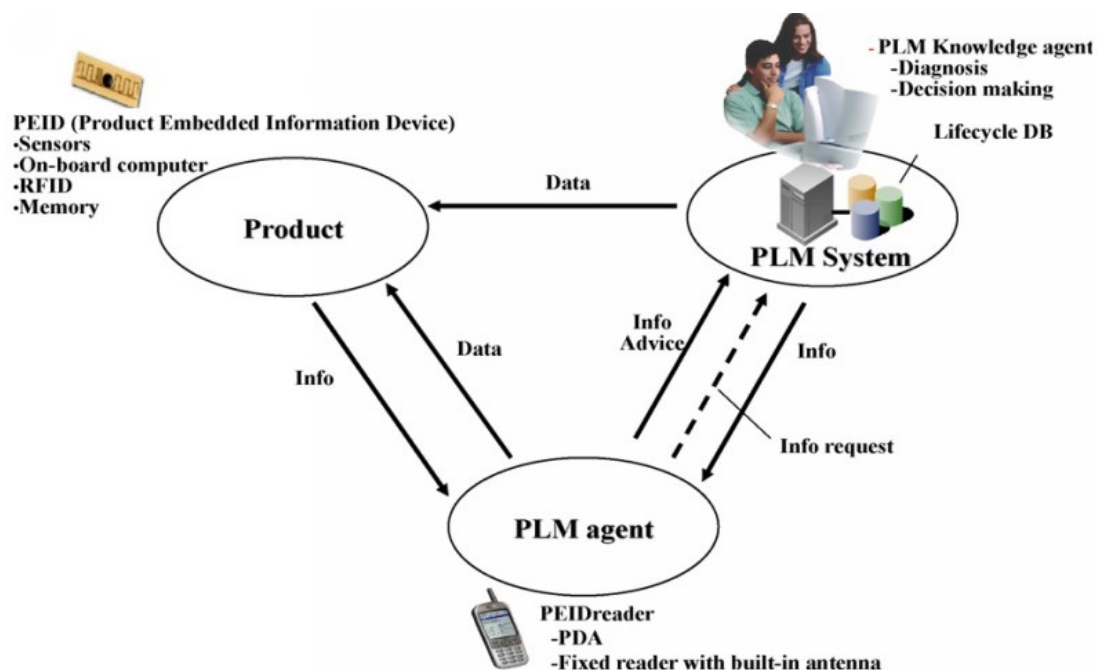 - PLM Knowledge agent
-Diagnosis
-Decision making
PEID (Product Embedded Information Device)
•Sensors
•On-board computer
•RFID
•Memory
Lifecycle DB
Data
Product
PLM System
Info
Advice
Data
Info
Info
Info request
PLM agent
PEIDreader
-PDA
-Fixed reader with built-in antenna